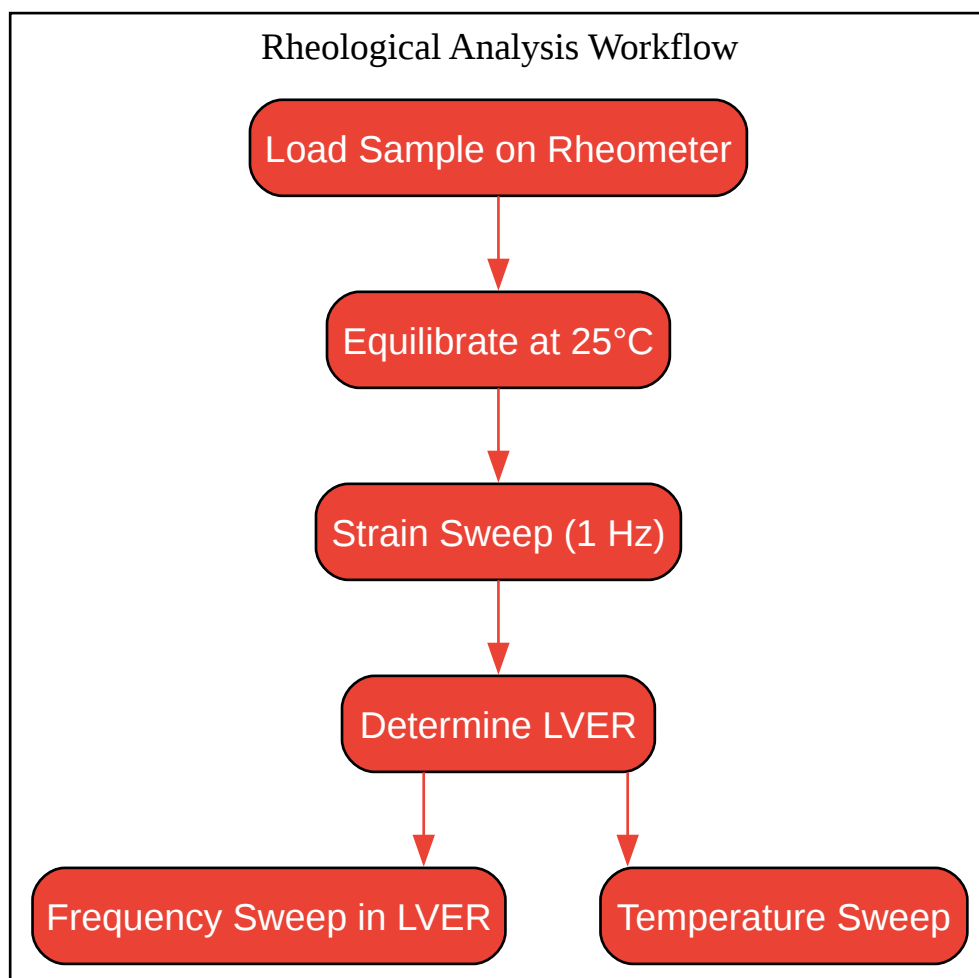 Rheological Analysis Workflow
Load Sample on Rheometer
Equilibrate at 25°C
Strain Sweep (1 Hz)
Determine LVER
Frequency Sweep in LVER
Temperature Sweep